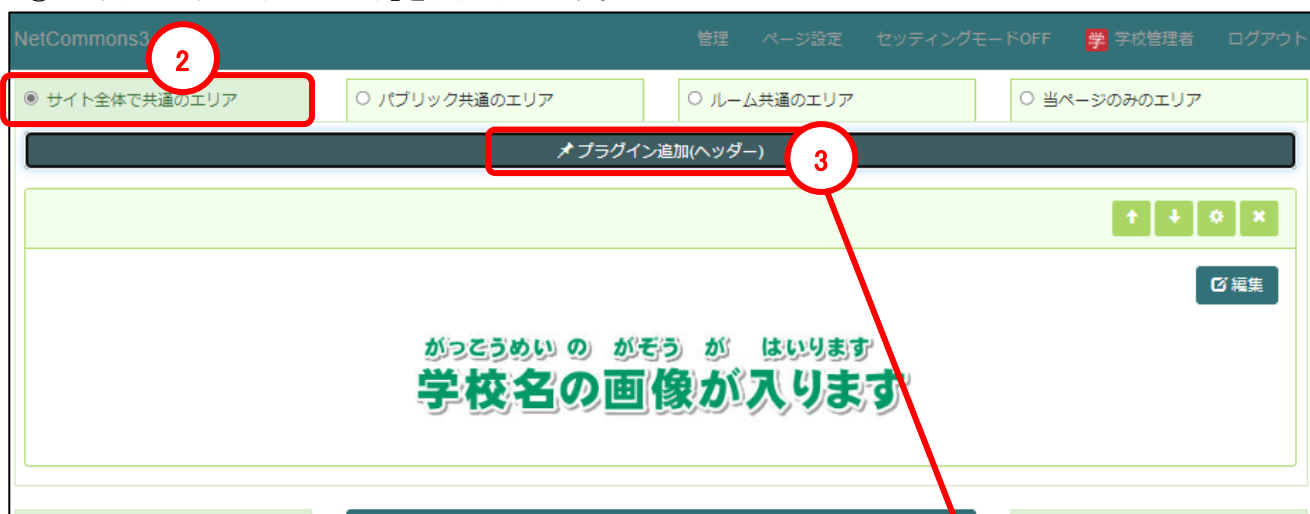 NetCommons3 管理 ページ設定 セッティングモードOFF 学 学校管理者 ログアウト
2
サイト全体で共通のエリア パブリック共通のエリア ルーム共通のエリア 当ページのみのエリア
プラグイン追加(ヘッダー)
3
編集
がっこうめい の がぞう が はいります
学校名の画像が入ります